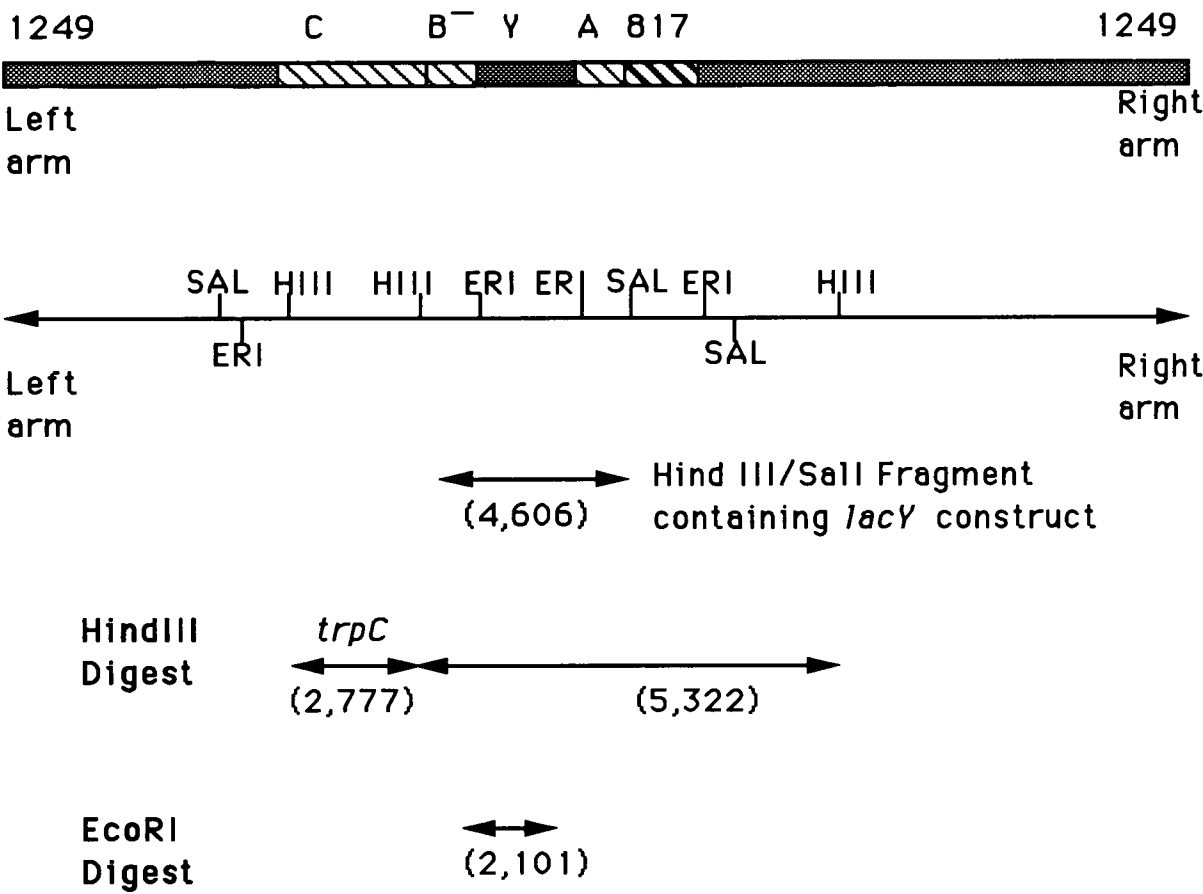 1249 C B⁻ Y A 817 1249
Left
arm
Right
arm
SAL HIII HIII ERI ERI SAL ERI HIII
ERI SAL
Left
arm
Right
arm
(4,606)
Hind III/SalI Fragment
containing lacY construct
HindIII
Digest
trpC
(2,777)
(5,322)
EcoRI
Digest
(2,101)